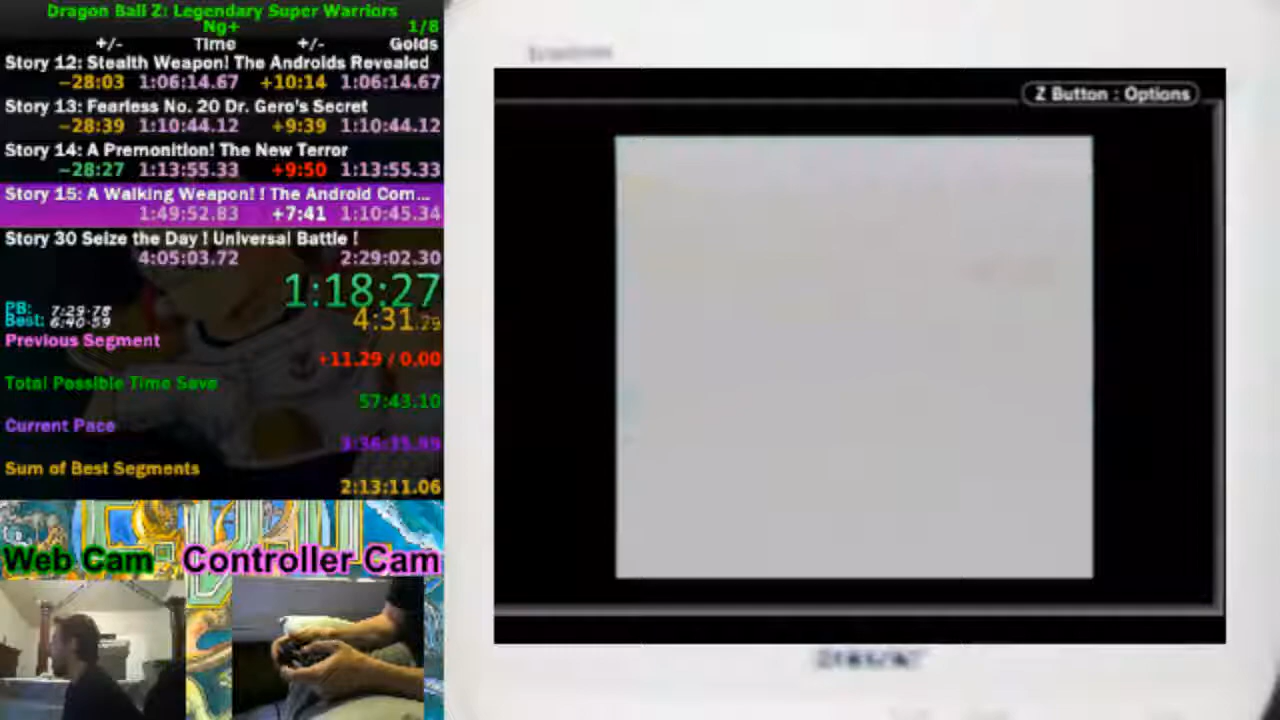 Dragon Ball Z: Legendary Super Warriors
Ng+ 1/8
+/- Time +/- Golds
Story 12: Stealth Weapon! The Androids Revealed
−28:03 1:06:14.67 +10:14 1:06:14.67
Story 13: Fearless No. 20 Dr. Gero's Secret
−28:39 1:10:44.12 +9:39 1:10:44.12
Story 14: A Premonition! The New Terror
−28:27 1:13:55.33 +9:50 1:13:55.33
Story 15: A Walking Weapon! ! The Android Com...
1:49:52.83 +7:41 1:10:45.34
Story 30 Seize the Day ! Universal Battle !
4:05:03.72 2:29:02.30
1:18:27
PB: 7:29.78
Best: 6:40.59
4:31.29
Previous Segment
+11.29 / 0.00
Total Possible Time Save
57:43.10
Current Pace
Sum of Best Segments
2:13:11.06
Web Cam Controller Cam
Z Button : Options